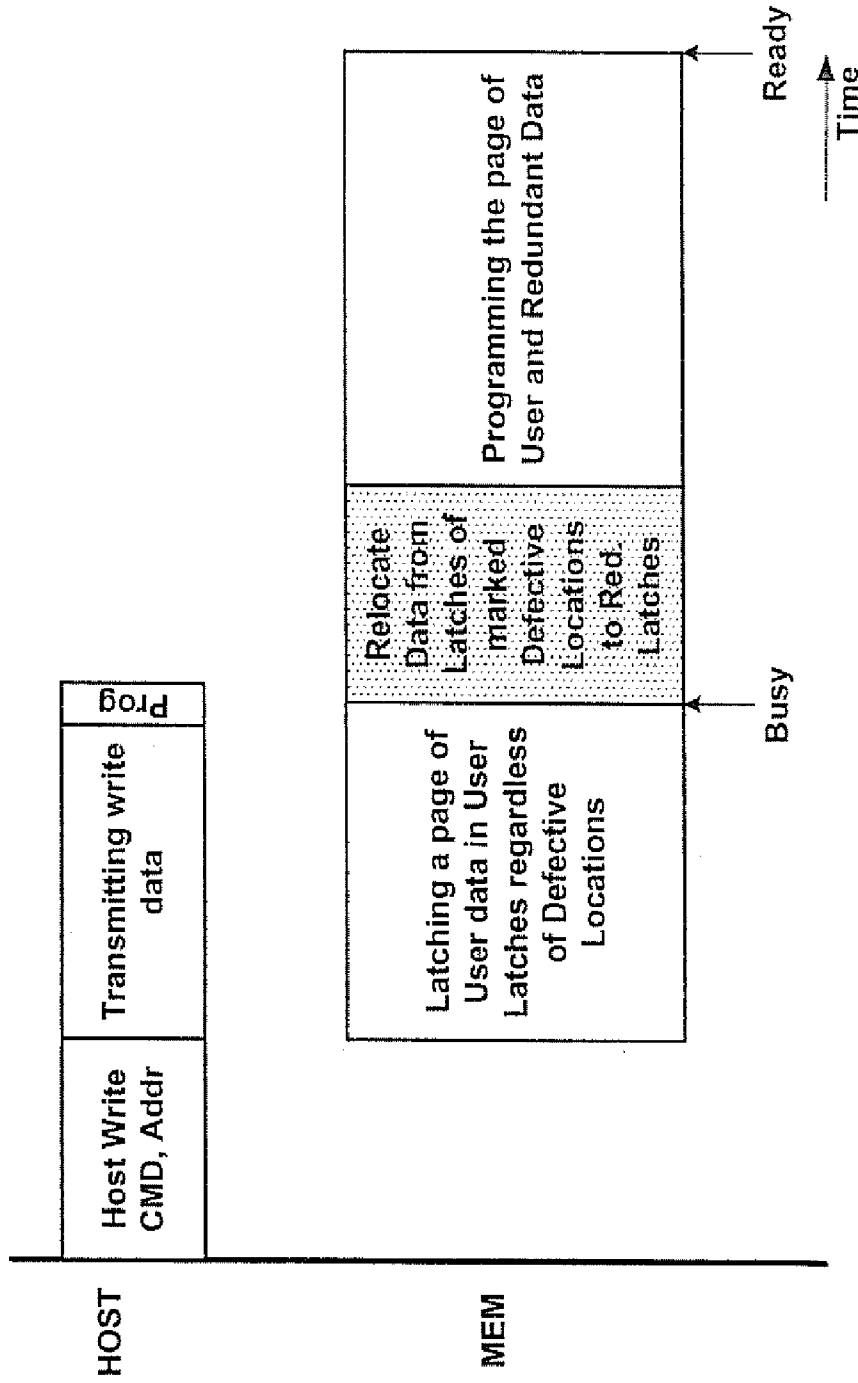 HOST
Host Write
CMD, Addr
Transmitting write
data
Prog
MEM
Latching a page of
User data in User
Latches regardless
of Defective
Locations
Relocate
Data from
Latches of
marked
Defective
Locations
to Red.
Latches
Programming the page of
User and Redundant Data
Busy
Ready
Time